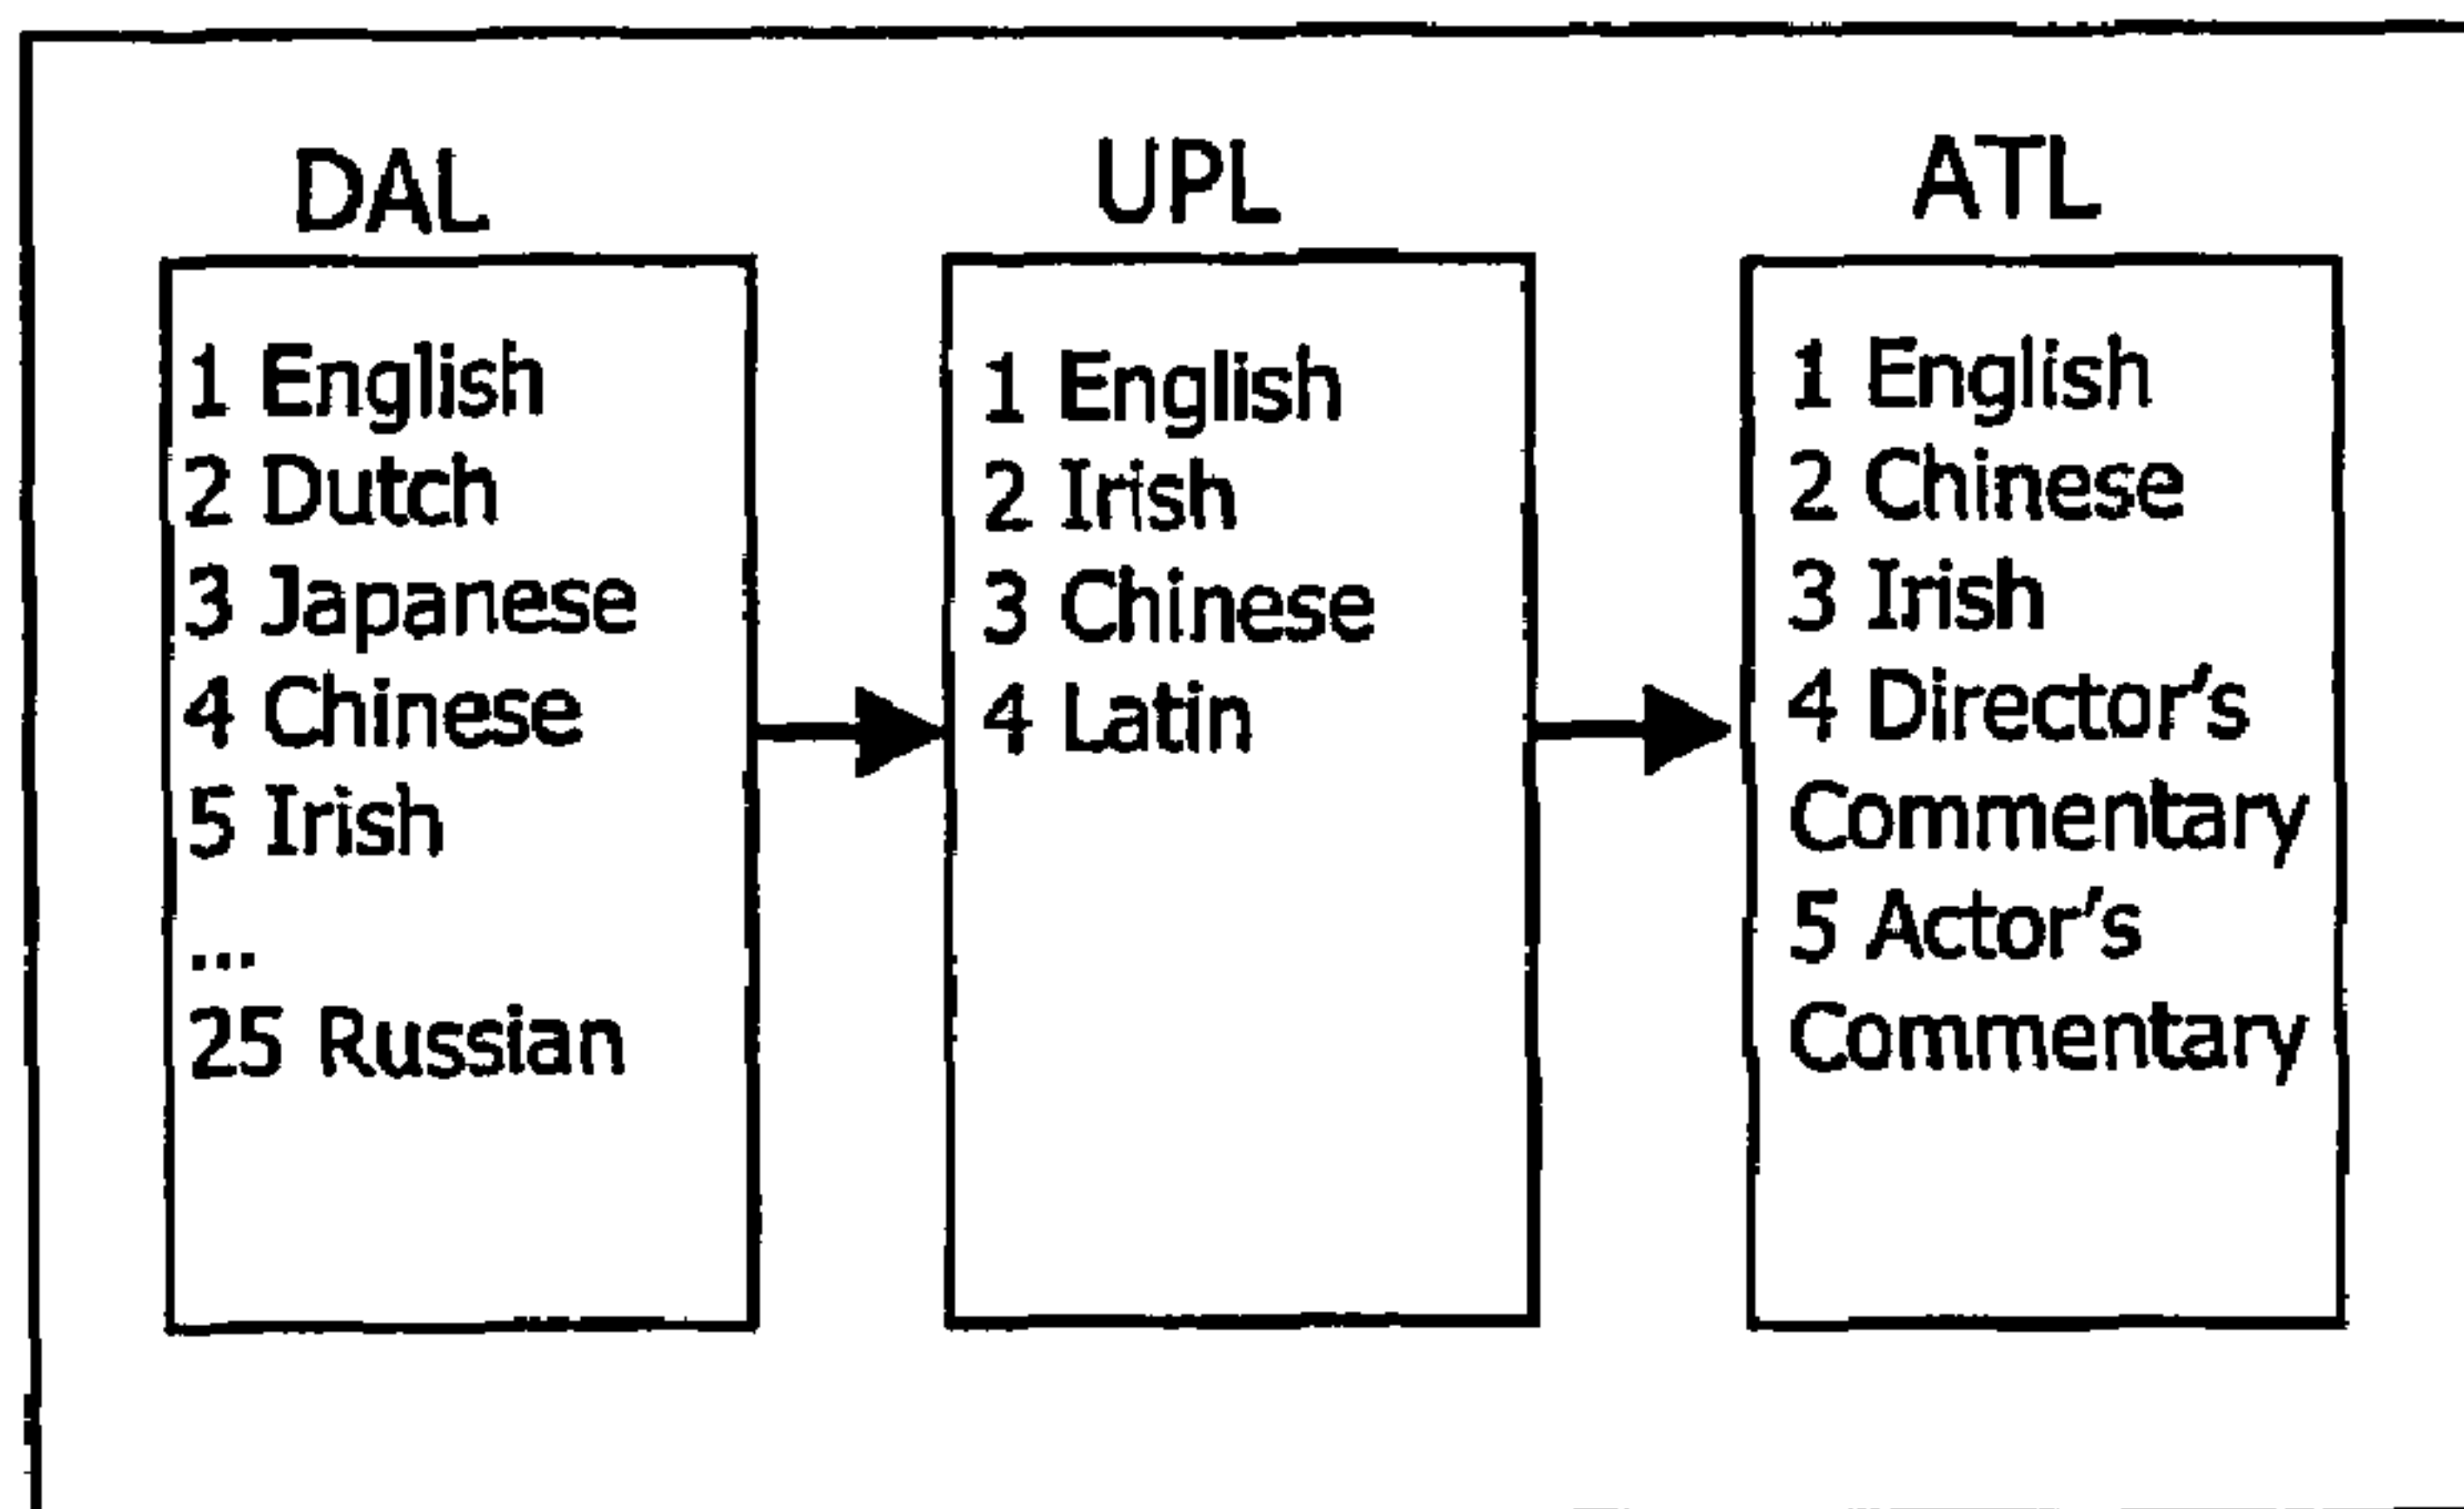 DAL
1 English
2 Dutch
3 Japanese
4 Chinese
5 Irish
...
25 Russian
UPL
1 English
2 Irish
3 Chinese
4 Latin
ATL
1 English
2 Chinese
3 Irish
4 Director's
Commentary
5 Actor's
Commentary